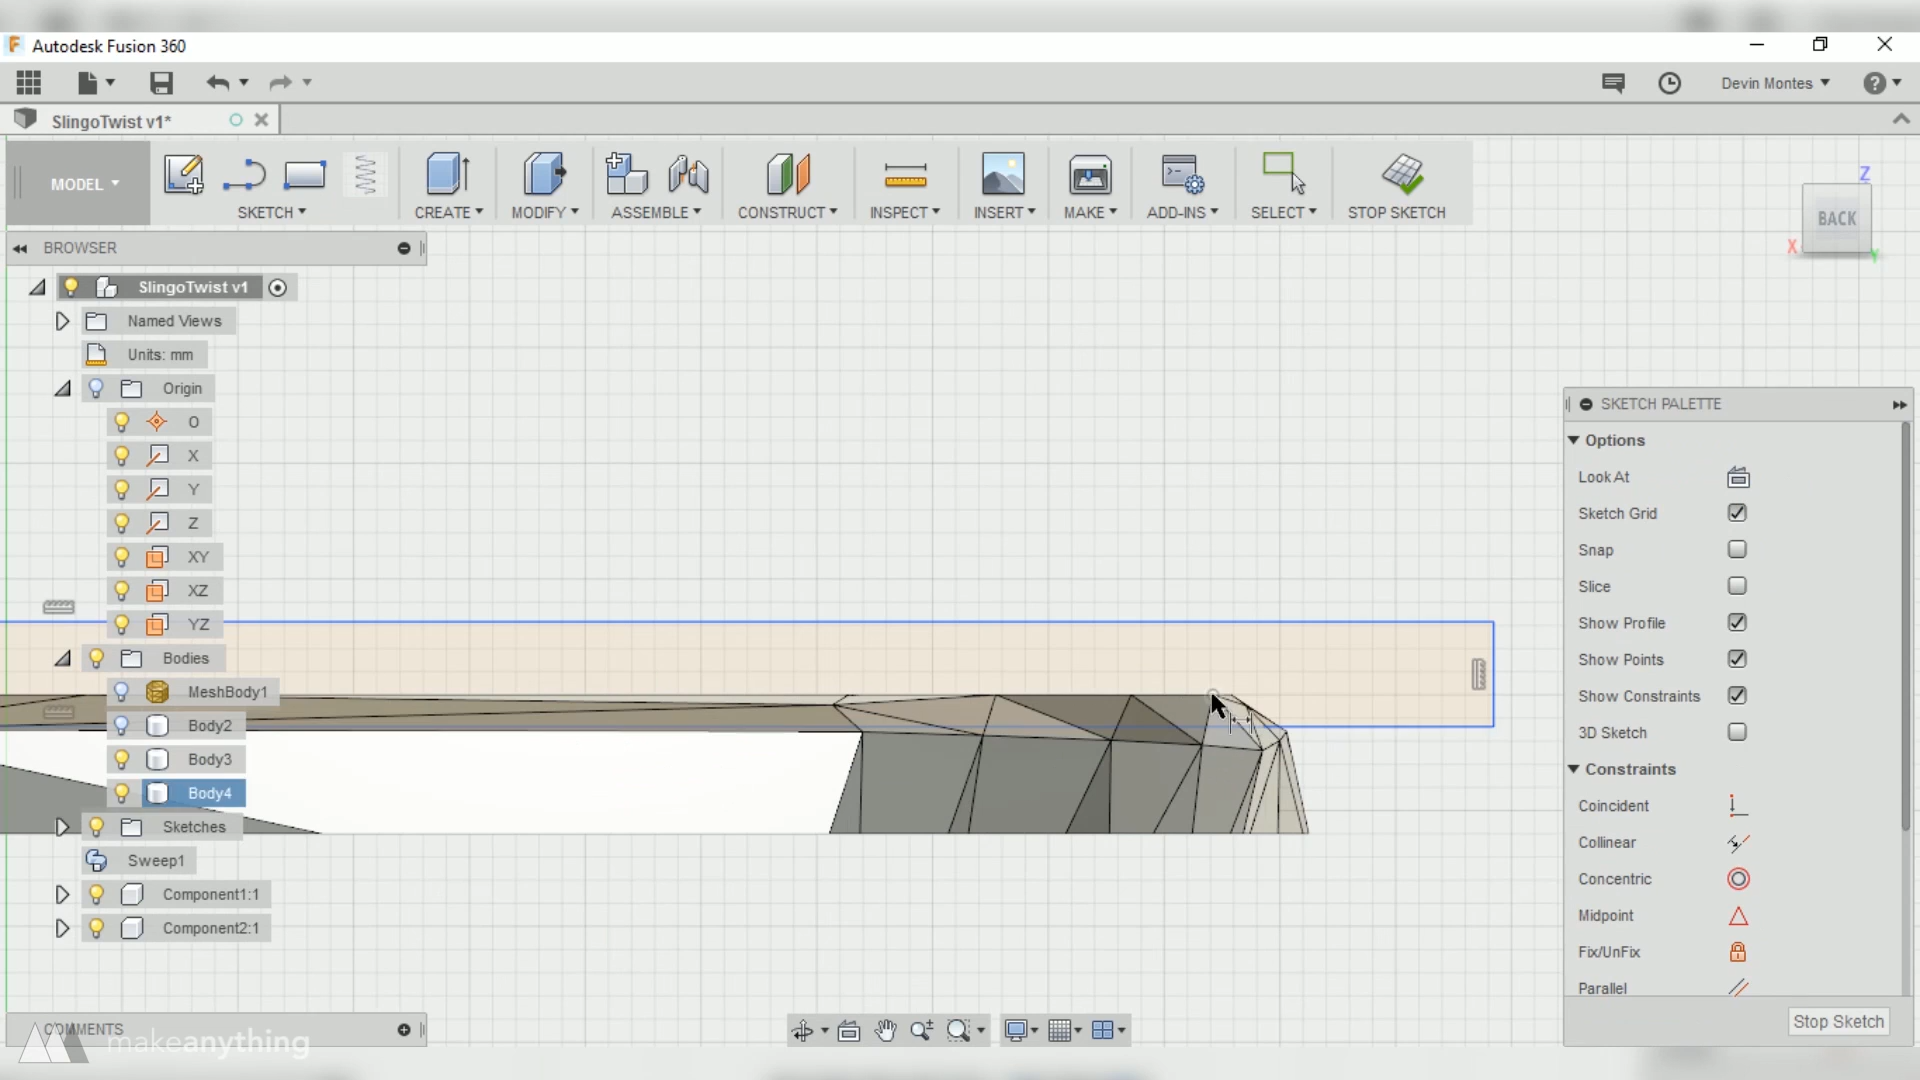 Autodesk Fusion 360
Devin Montes
SlingoTwist v1*
MODEL
SKETCH
CREATE
MODIFY
ASSEMBLE
CONSTRUCT
INSPECT
INSERT
MAKE
ADD-INS
SELECT
STOP SKETCH
Z
BACK
X
Y
BROWSER
SlingoTwist v1
Named Views
Units: mm
Origin
O
X
Y
Z
XY
XZ
YZ
Bodies
MeshBody1
Body2
Body3
Body4
Sketches
Sweep1
Component1:1
Component2:1
SKETCH PALETTE
Options
Look At
Sketch Grid
Snap
Slice
Show Profile
Show Points
Show Constraints
3D Sketch
Constraints
Coincident
Collinear
Concentric
Midpoint
Fix/UnFix
Parallel
Stop Sketch
COMMENTS
makeanything